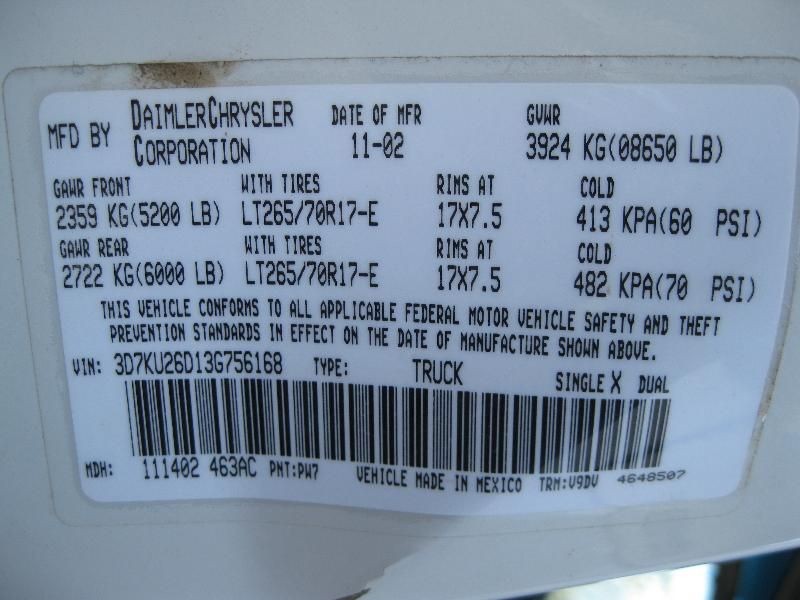 MFD BY DAIMLERCHRYSLER CORPORATION DATE OF MFR 11-02 GVWR 3924 KG(08650 LB)
GAWR FRONT WITH TIRES RIMS AT COLD
2359 KG(5200 LB) LT265/70R17-E 17X7.5 413 KPA(60 PSI)
GAWR REAR WITH TIRES RIMS AT COLD
2722 KG(6000 LB) LT265/70R17-E 17X7.5 482 KPA(70 PSI)
THIS VEHICLE CONFORMS TO ALL APPLICABLE FEDERAL MOTOR VEHICLE SAFETY AND THEFT
PREVENTION STANDARDS IN EFFECT ON THE DATE OF MANUFACTURE SHOWN ABOVE.
VIN: 3D7KU26D13G756168 TYPE: TRUCK SINGLE X DUAL
MDH: 111402 463AC PNT:PW7 VEHICLE MADE IN MEXICO TRM:V9DV 4648507